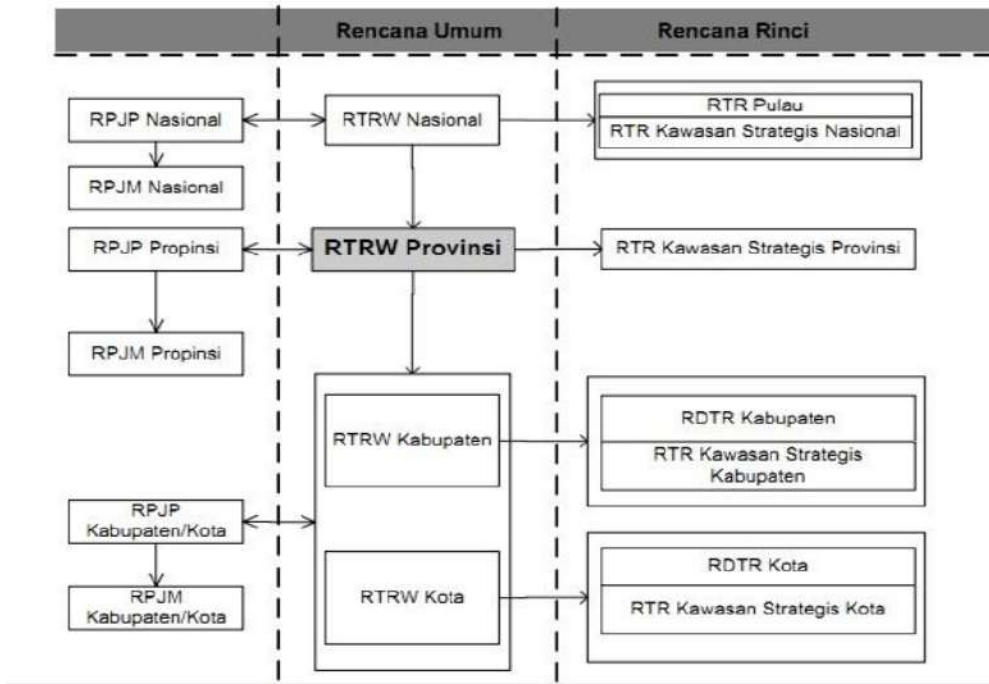 Rencana Umum
Rencana Rinci
RPJP Nasional
RTRW Nasional
RTR Pulau
RTR Kawasan Strategis Nasional
RPJM Nasional
RPJP Propinsi
RTRW Provinsi
RTR Kawasan Strategis Provinsi
RPJM Propinsi
RTRW Kabupaten
RDTR Kabupaten
RTR Kawasan Strategis
Kabupaten
RPJP
Kabupaten/Kota
RPJM
Kabupaten/Kota
RTRW Kota
RDTR Kota
RTR Kawasan Strategis Kota